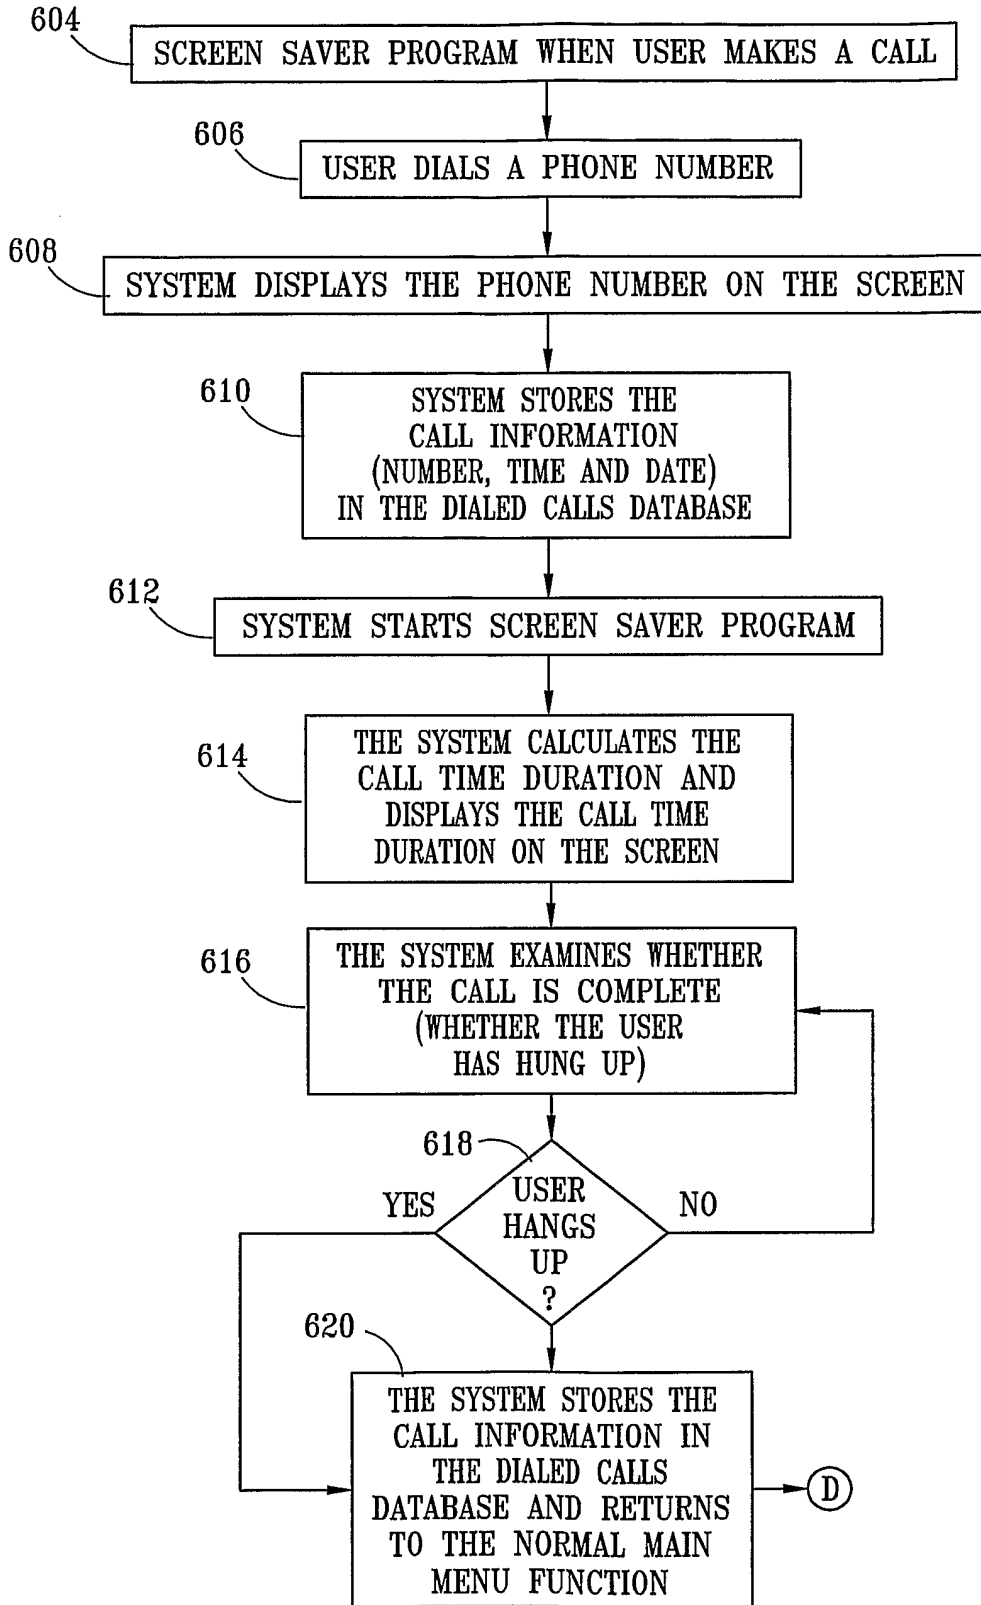 604
SCREEN SAVER PROGRAM WHEN USER MAKES A CALL
606
USER DIALS A PHONE NUMBER
608
SYSTEM DISPLAYS THE PHONE NUMBER ON THE SCREEN
610
SYSTEM STORES THE
CALL INFORMATION
(NUMBER, TIME AND DATE)
IN THE DIALED CALLS DATABASE
612
SYSTEM STARTS SCREEN SAVER PROGRAM
614
THE SYSTEM CALCULATES THE
CALL TIME DURATION AND
DISPLAYS THE CALL TIME
DURATION ON THE SCREEN
616
THE SYSTEM EXAMINES WHETHER
THE CALL IS COMPLETE
(WHETHER THE USER
HAS HUNG UP)
618
YES
USER
HANGS
UP
?
NO
620
THE SYSTEM STORES THE
CALL INFORMATION IN
THE DIALED CALLS
DATABASE AND RETURNS
TO THE NORMAL MAIN
MENU FUNCTION
D